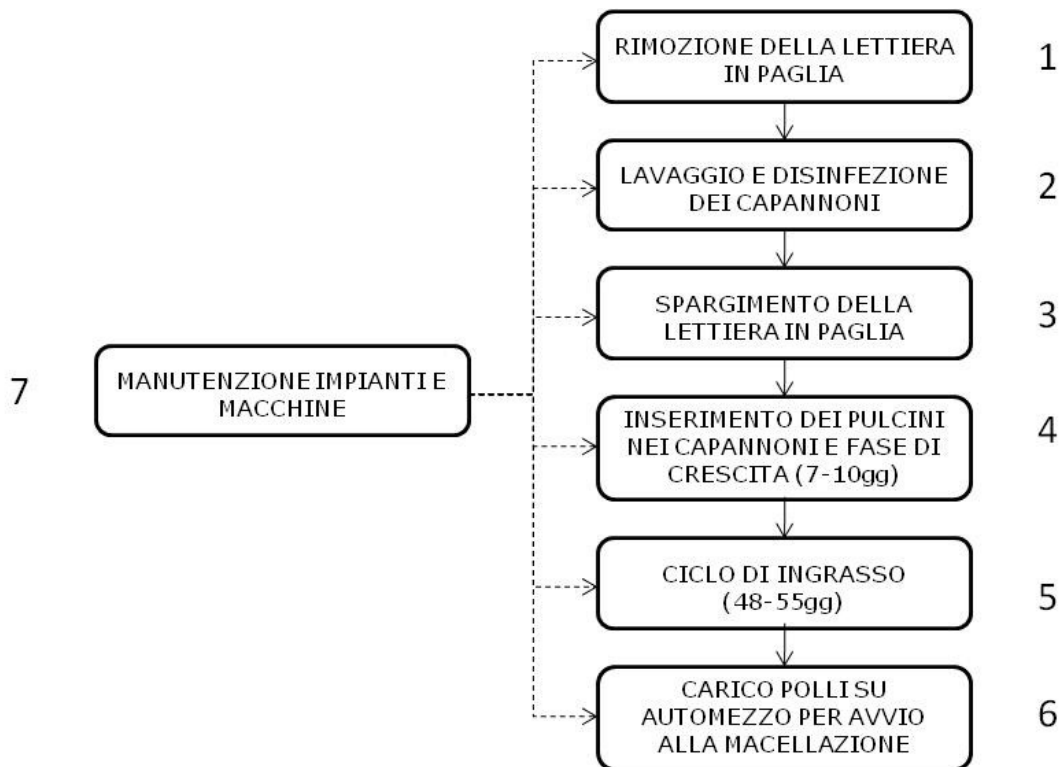 RIMOZIONE DELLA LETTIERA
IN PAGLIA
1
LAVAGGIO E DISINFEZIONE
DEI CAPANNONI
2
SPARGIMENTO DELLA
LETTIERA IN PAGLIA
3
7
MANUTENZIONE IMPIANTI E
MACCHINE
INSERIMENTO DEI PULCINI
NEI CAPANNONI E FASE DI
CRESCITA (7-10gg)
4
CICLO DI INGRASSO
(48-55gg)
5
CARICO POLLI SU
AUTOMEZZO PER AVVIO
ALLA MACELLAZIONE
6